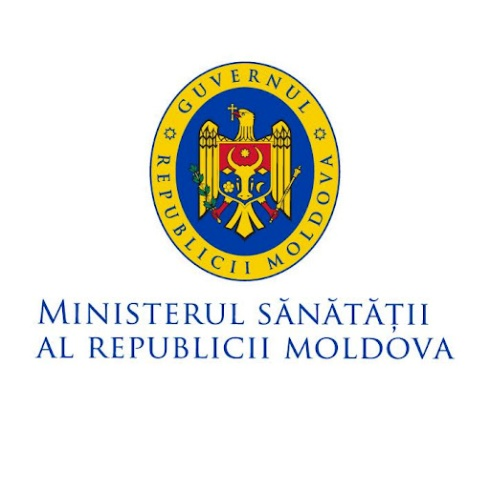 GUVERNUL
REPUBLICII MOLDOVA
MINISTERUL SĂNĂTĂȚII
AL REPUBLICII MOLDOVA